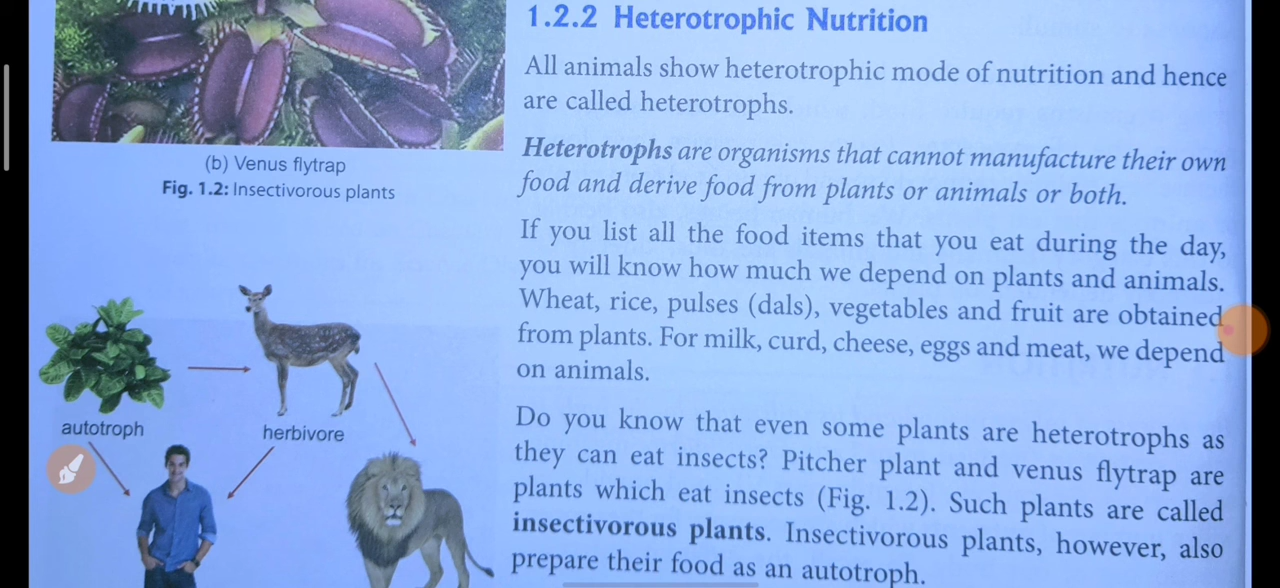 (b) Venus flytrap
Fig. 1.2: Insectivorous plants
autotroph
herbivore
1.2.2 Heterotrophic Nutrition
All animals show heterotrophic mode of nutrition and hence
are called heterotrophs.
Heterotrophs are organisms that cannot manufacture their own
food and derive food from plants or animals or both.
If you list all the food items that you eat during the day,
you will know how much we depend on plants and animals.
Wheat, rice, pulses (dals), vegetables and fruit are obtained
from plants. For milk, curd, cheese, eggs and meat, we depend
on animals.
Do you know that even some plants are heterotrophs as
they can eat insects? Pitcher plant and venus flytrap are
plants which eat insects (Fig. 1.2). Such plants are called
insectivorous plants. Insectivorous plants, however, also
prepare their food as an autotroph.